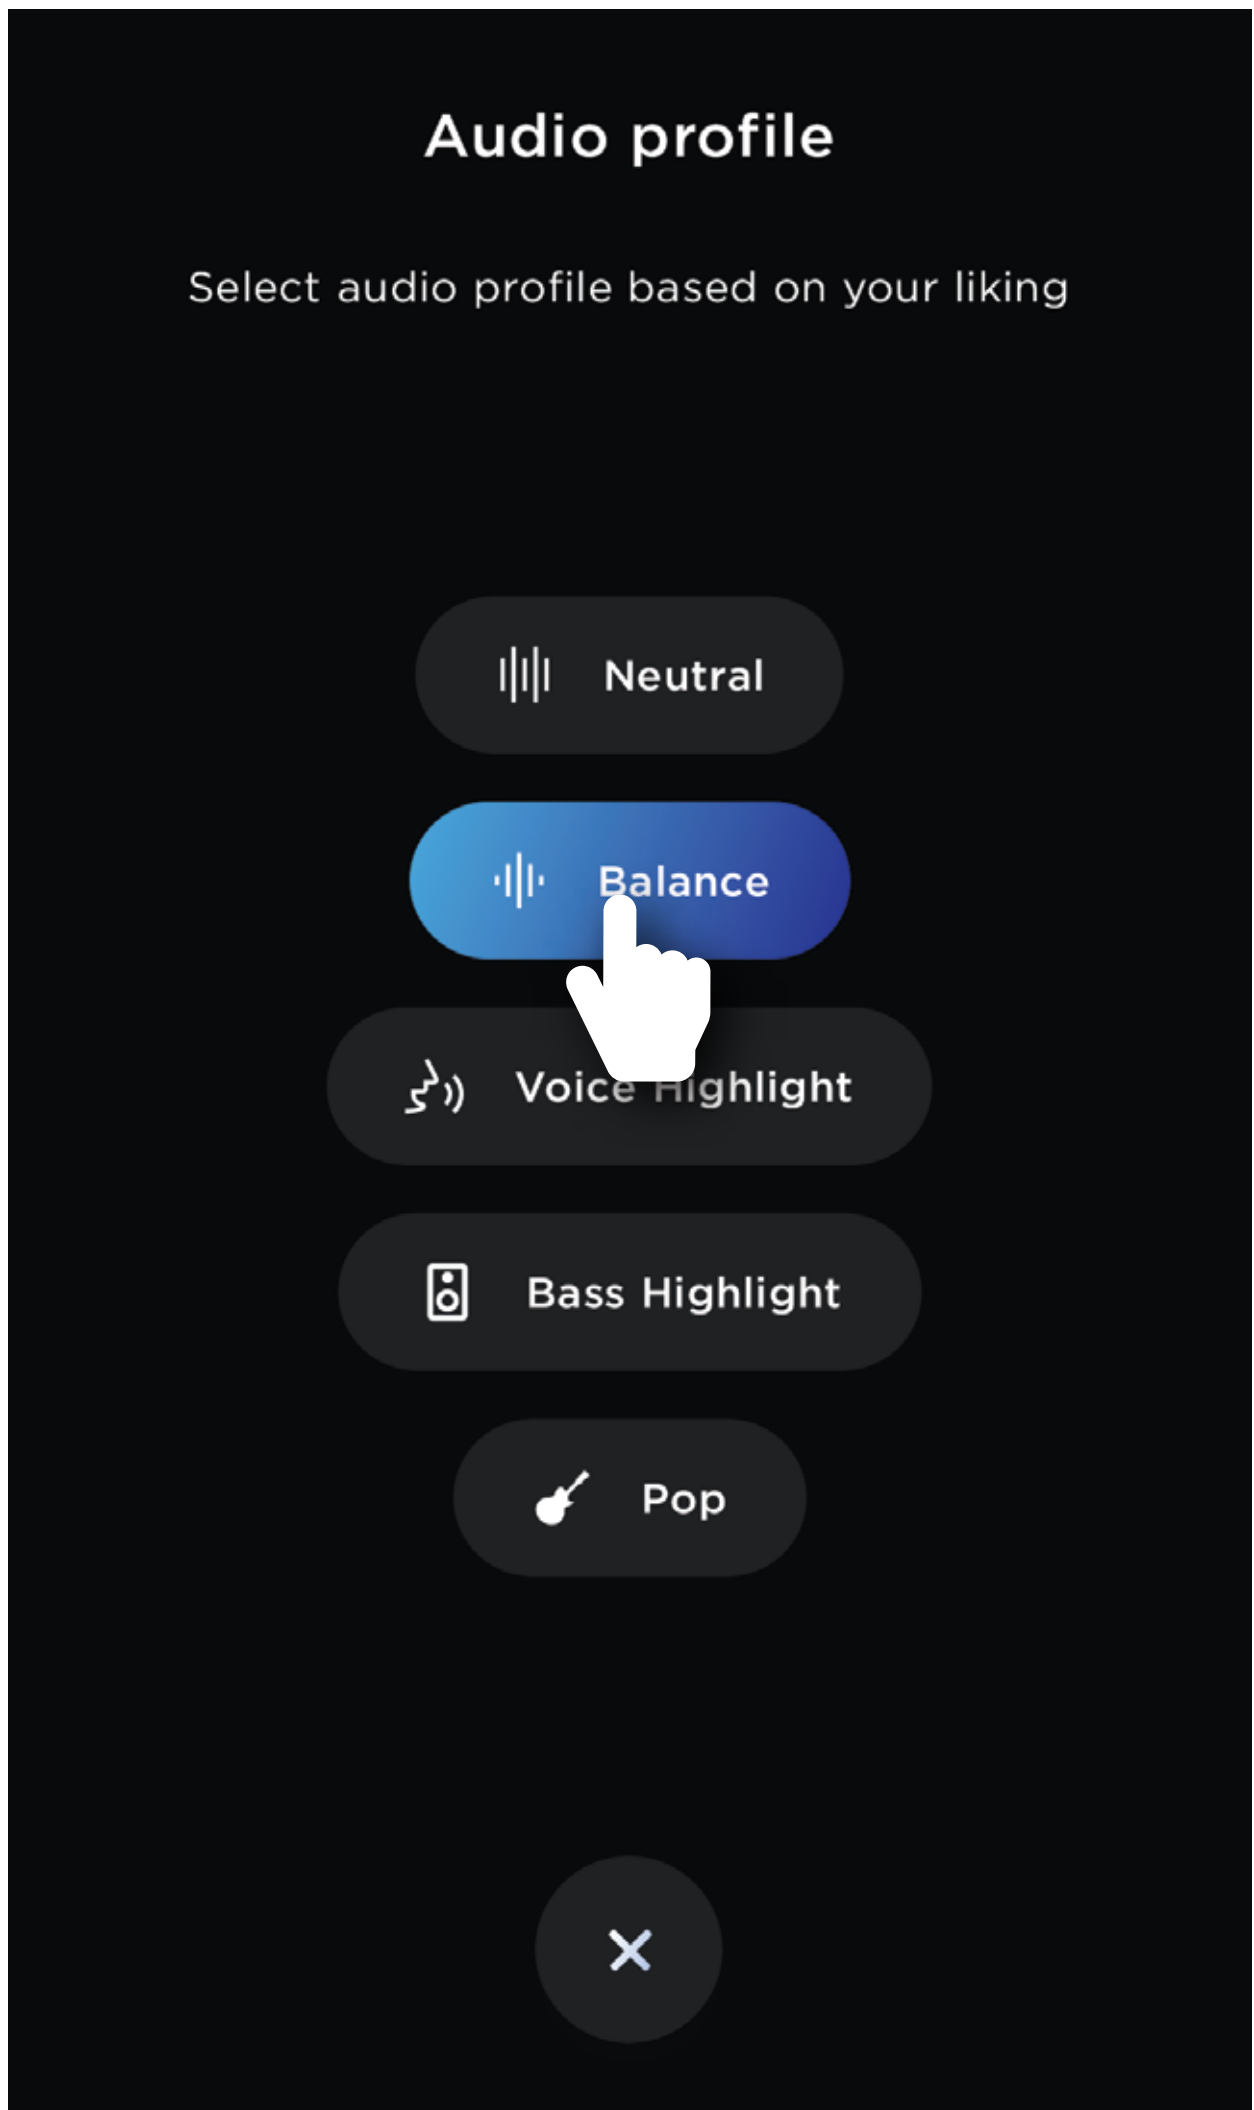 Audio profile
Select audio profile based on your liking
Neutral
Balance
Voice Highlight
Bass Highlight
Pop